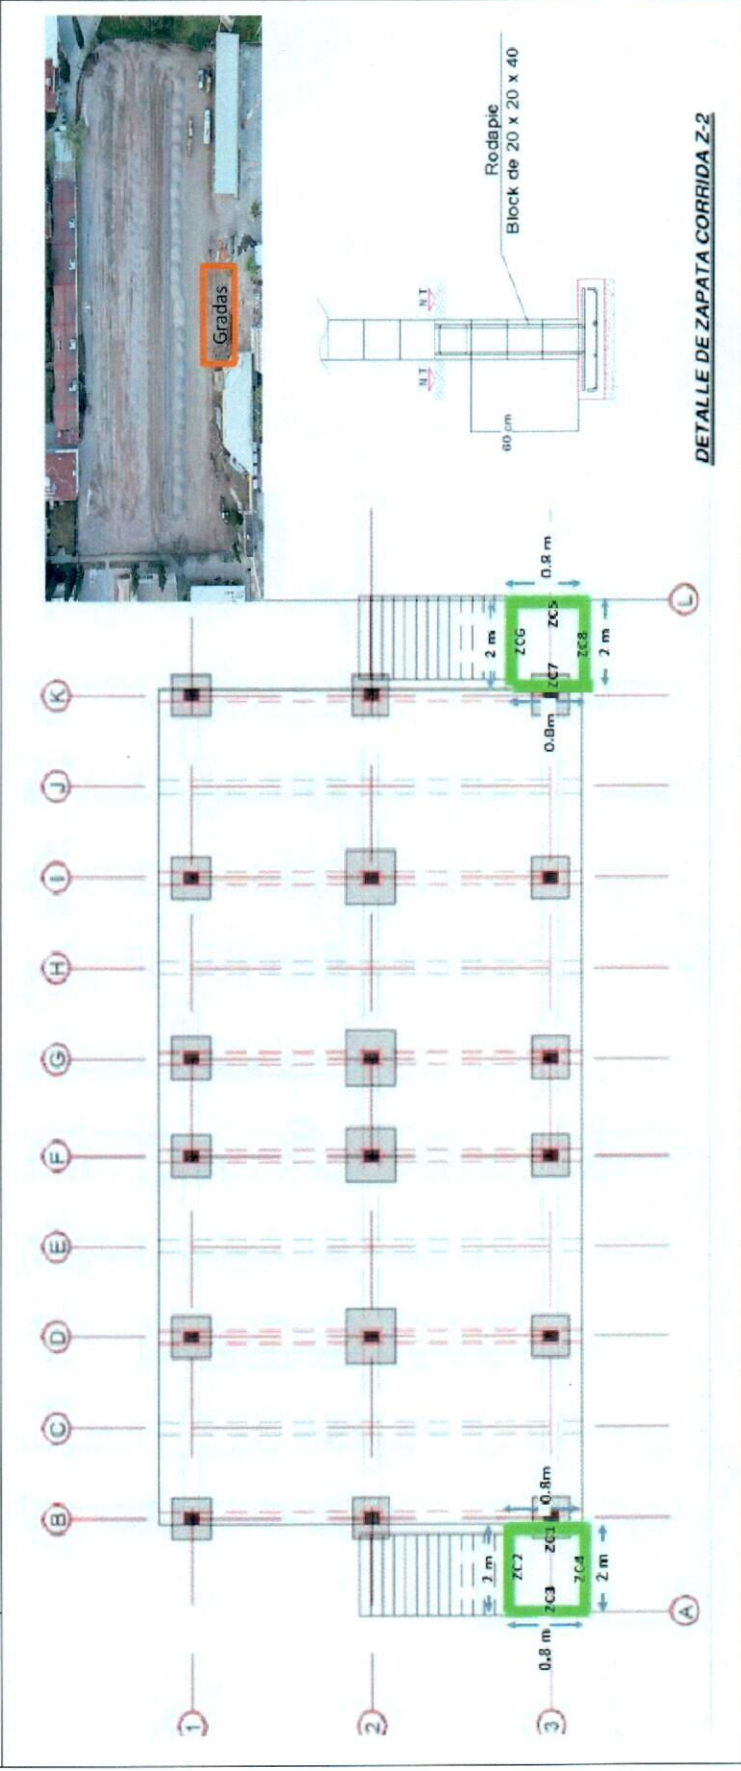 Gradas
Rodapie
Block de 20 x 20 x 40
N T
N T
60 cm
DETALLE DE ZAPATA CORRIDA Z-2
A
B
C
D
E
F
G
H
I
J
K
L
1
2
3
2 m
0.8m
ZC2
ZC1
ZC3
ZC4
0.8 m
2 m
2 m
0.8 m
ZC6
ZC5
ZC7
ZC8
0.8m
2 m